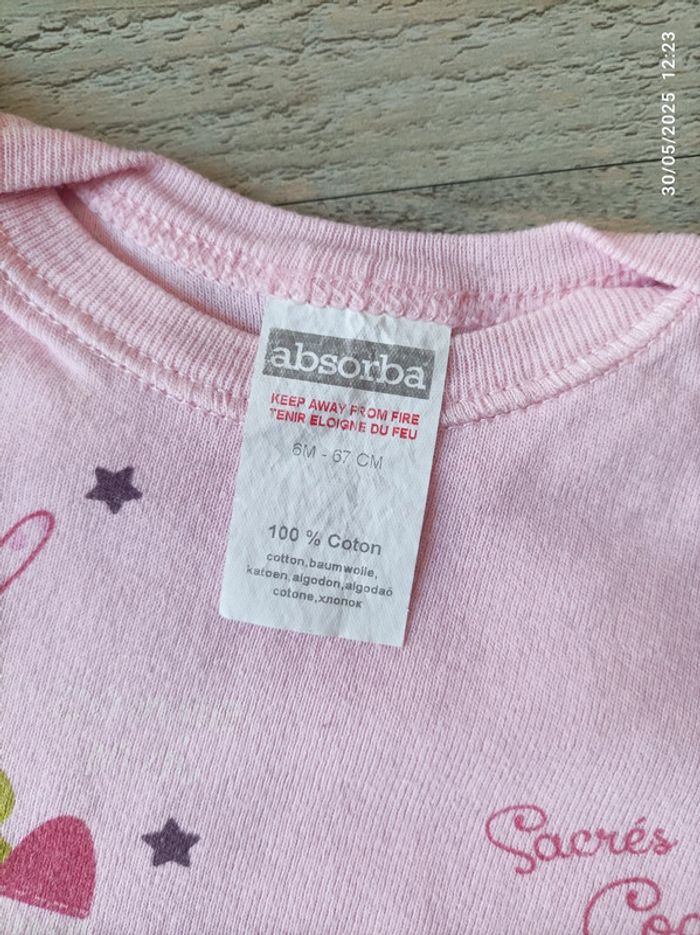 30/05/2025 12:23
absorba
KEEP AWAY FROM FIRE
TENIR ELOIGNE DU FEU
6M - 67 CM
100 % Coton
cotton,baumwolle,
katoen,algodon,algodaõ
cotone,хлопок
Sacrés